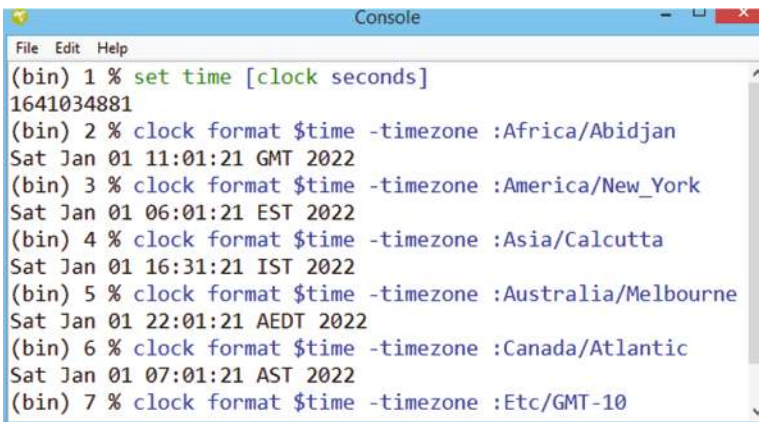 Console
File Edit Help
(bin) 1 % set time [clock seconds]
1641034881
(bin) 2 % clock format $time -timezone :Africa/Abidjan
Sat Jan 01 11:01:21 GMT 2022
(bin) 3 % clock format $time -timezone :America/New_York
Sat Jan 01 06:01:21 EST 2022
(bin) 4 % clock format $time -timezone :Asia/Calcutta
Sat Jan 01 16:31:21 IST 2022
(bin) 5 % clock format $time -timezone :Australia/Melbourne
Sat Jan 01 22:01:21 AEDT 2022
(bin) 6 % clock format $time -timezone :Canada/Atlantic
Sat Jan 01 07:01:21 AST 2022
(bin) 7 % clock format $time -timezone :Etc/GMT-10